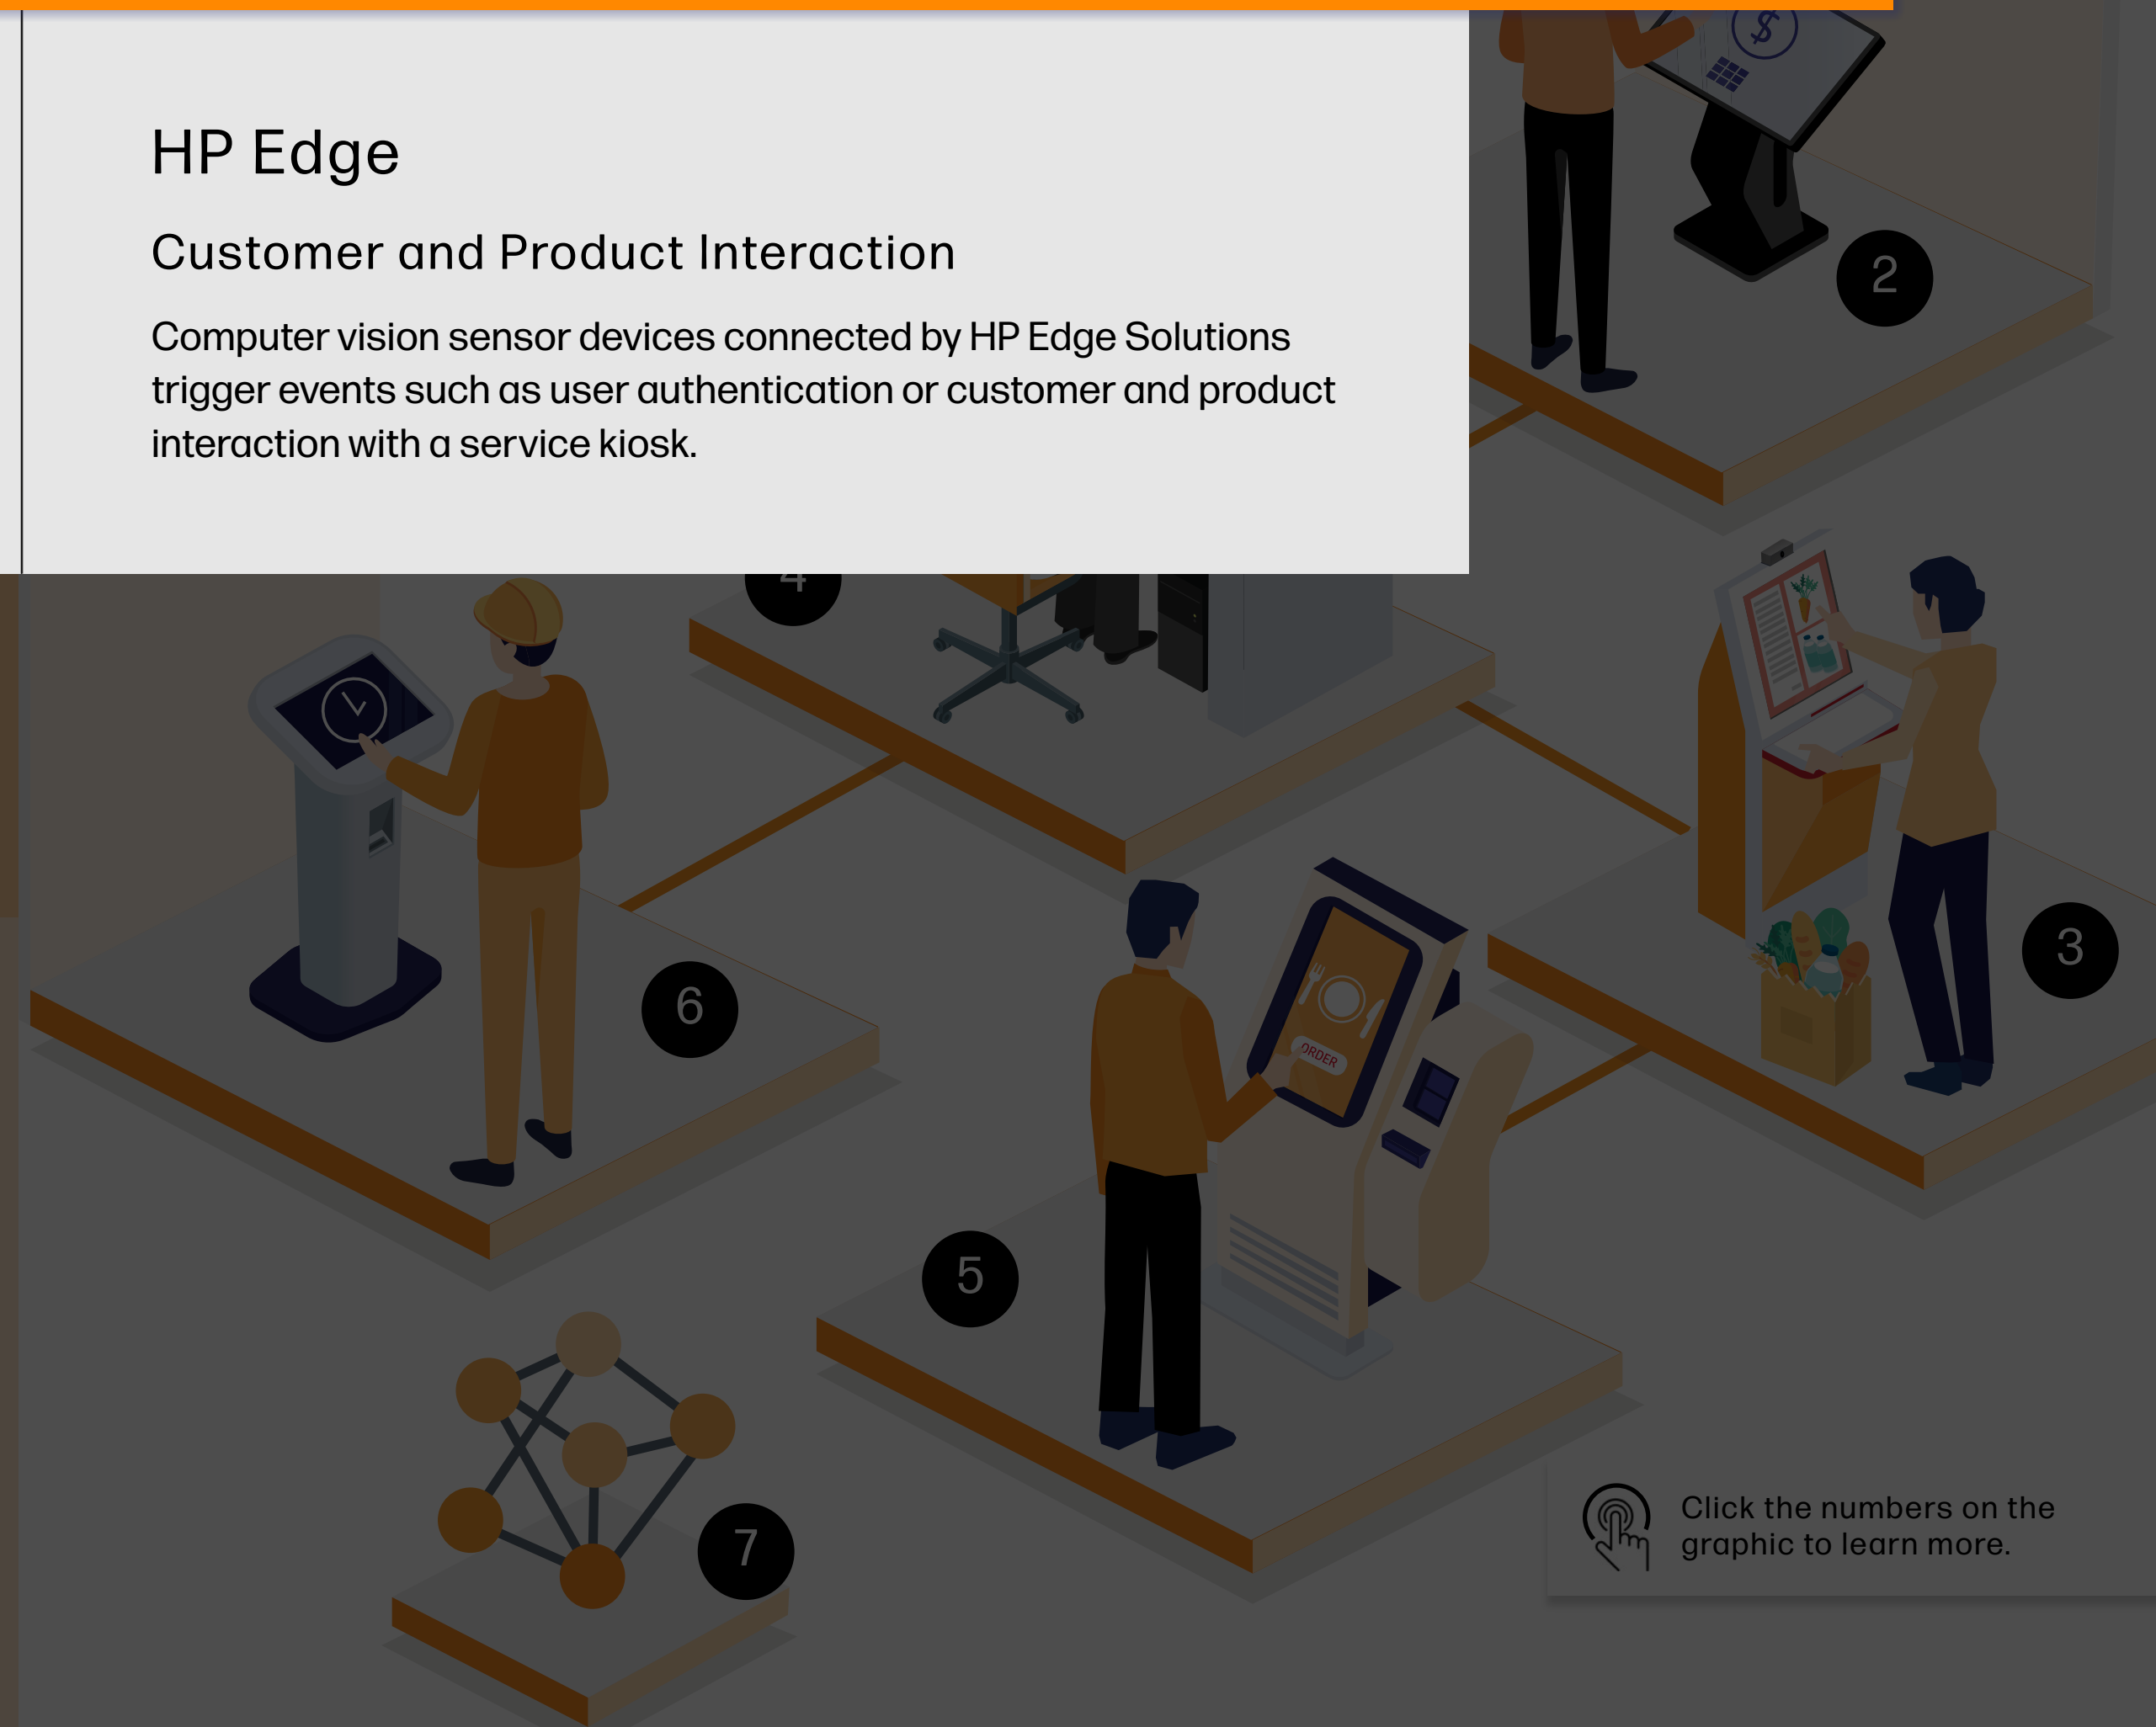 HP Edge
Customer and Product Interaction
Computer vision sensor devices connected by HP Edge Solutions
trigger events such as user authentication or customer and product
interaction with a service kiosk.
$
2
4
3
6
ORDER
5
7
Click the numbers on the
graphic to learn more.